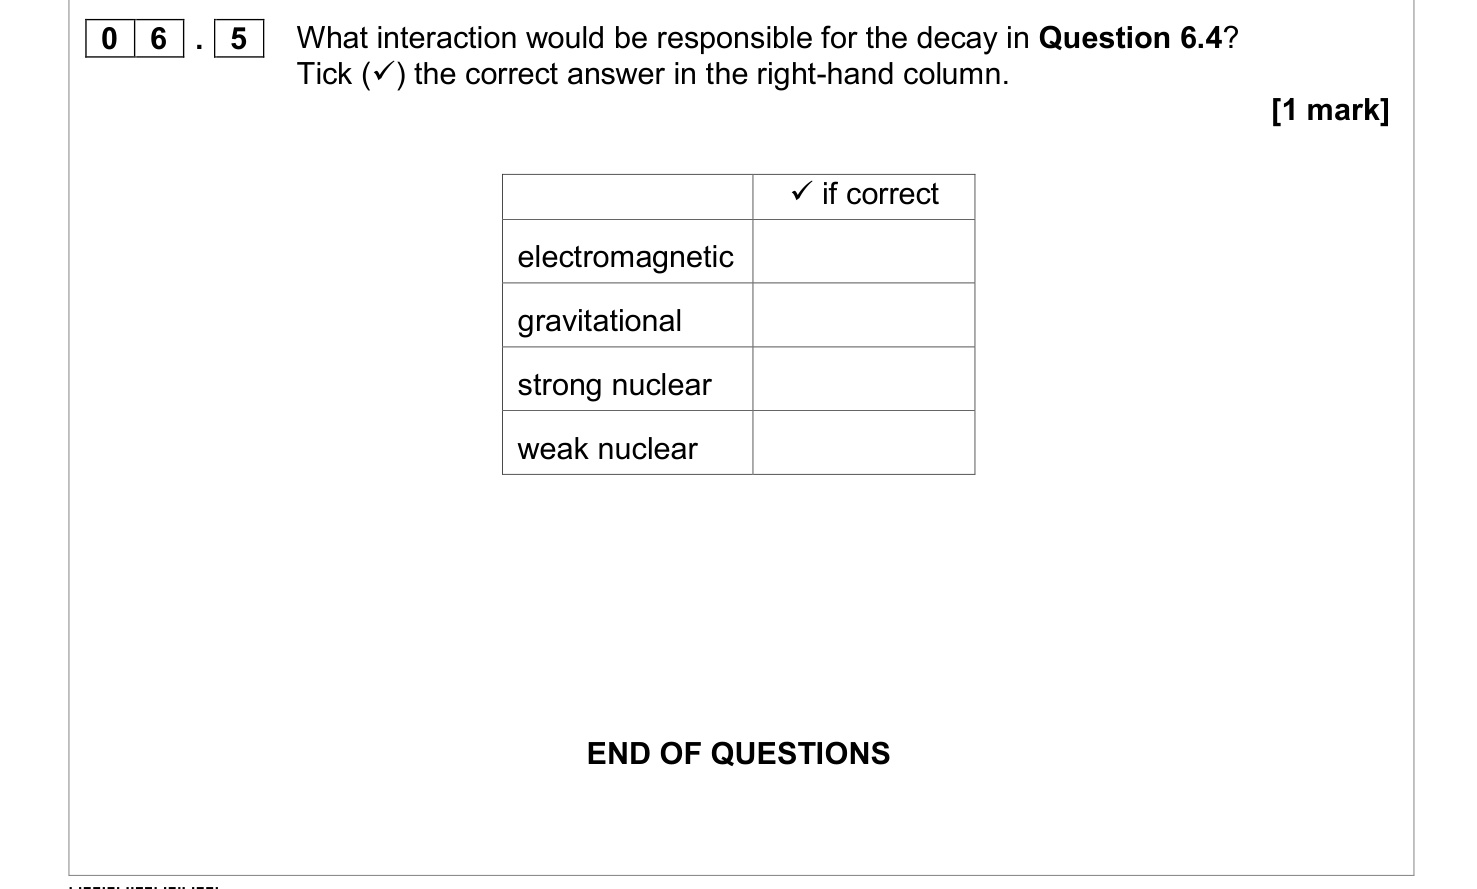 0 6 . 5 What interaction would be responsible for the decay in Question 6.4?
Tick (✓) the correct answer in the right-hand column.
[1 mark]
✓ if correct
electromagnetic
gravitational
strong nuclear
weak nuclear
END OF QUESTIONS